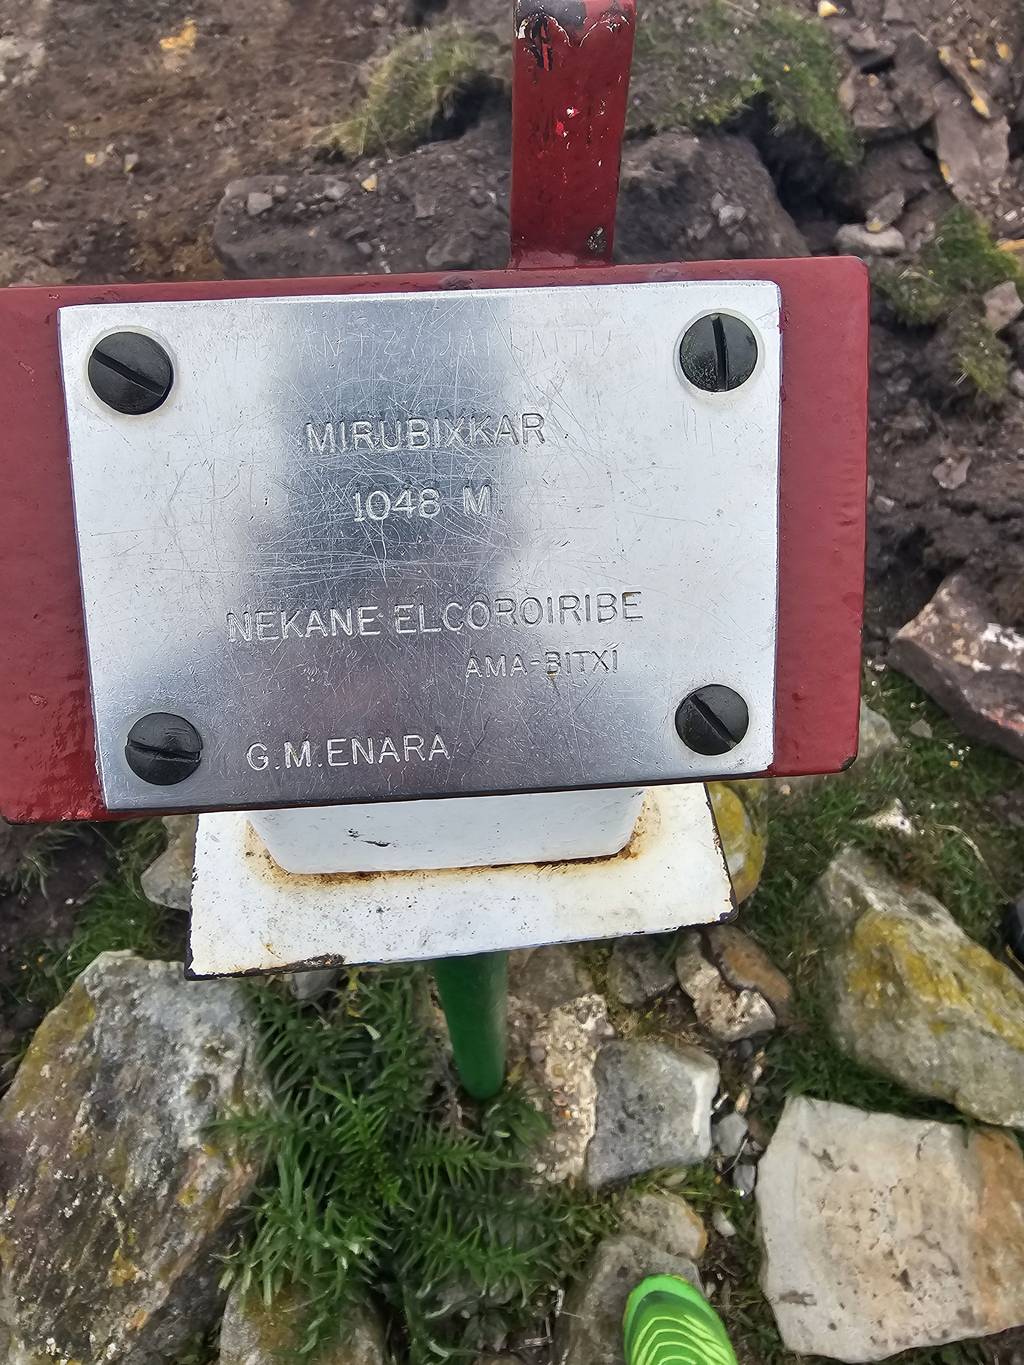 MIRUBIXKAR
1048 M.
NEKANE ELCOROIRIBE
AMA-BITXI
G.M.ENARA